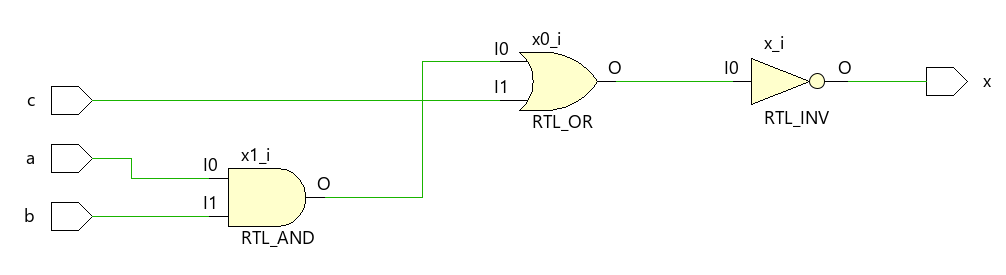 x0_i
I0
I1
RTL_OR
O
x_i
I0
O
RTL_INV
x
c
a
b
x1_i
I0
I1
O
RTL_AND